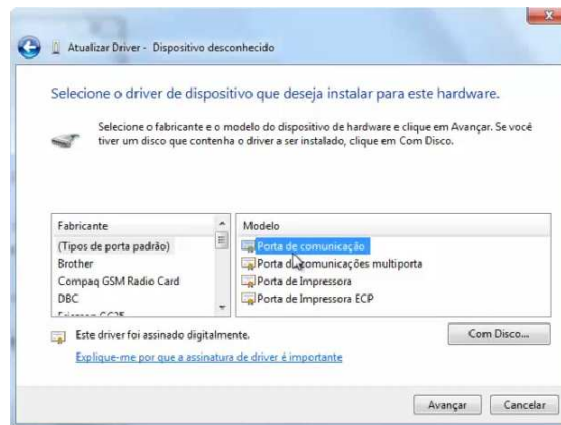 Atualizar Driver - Dispositivo desconhecido
Selecione o driver de dispositivo que deseja instalar para este hardware.
Selecione o fabricante e o modelo do dispositivo de hardware e clique em Avançar. Se você
tiver um disco que contenha o driver a ser instalado, clique em Com Disco.
Fabricante
(Tipos de porta padrão)
Brother
Compaq GSM Radio Card
DBC
Modelo
Porta de comunicação
Porta de comunicações multiporta
Porta de Impressora
Porta de Impressora ECP
Este driver foi assinado digitalmente.
Com Disco...
Explique-me por que a assinatura de driver é importante
Avançar
Cancelar